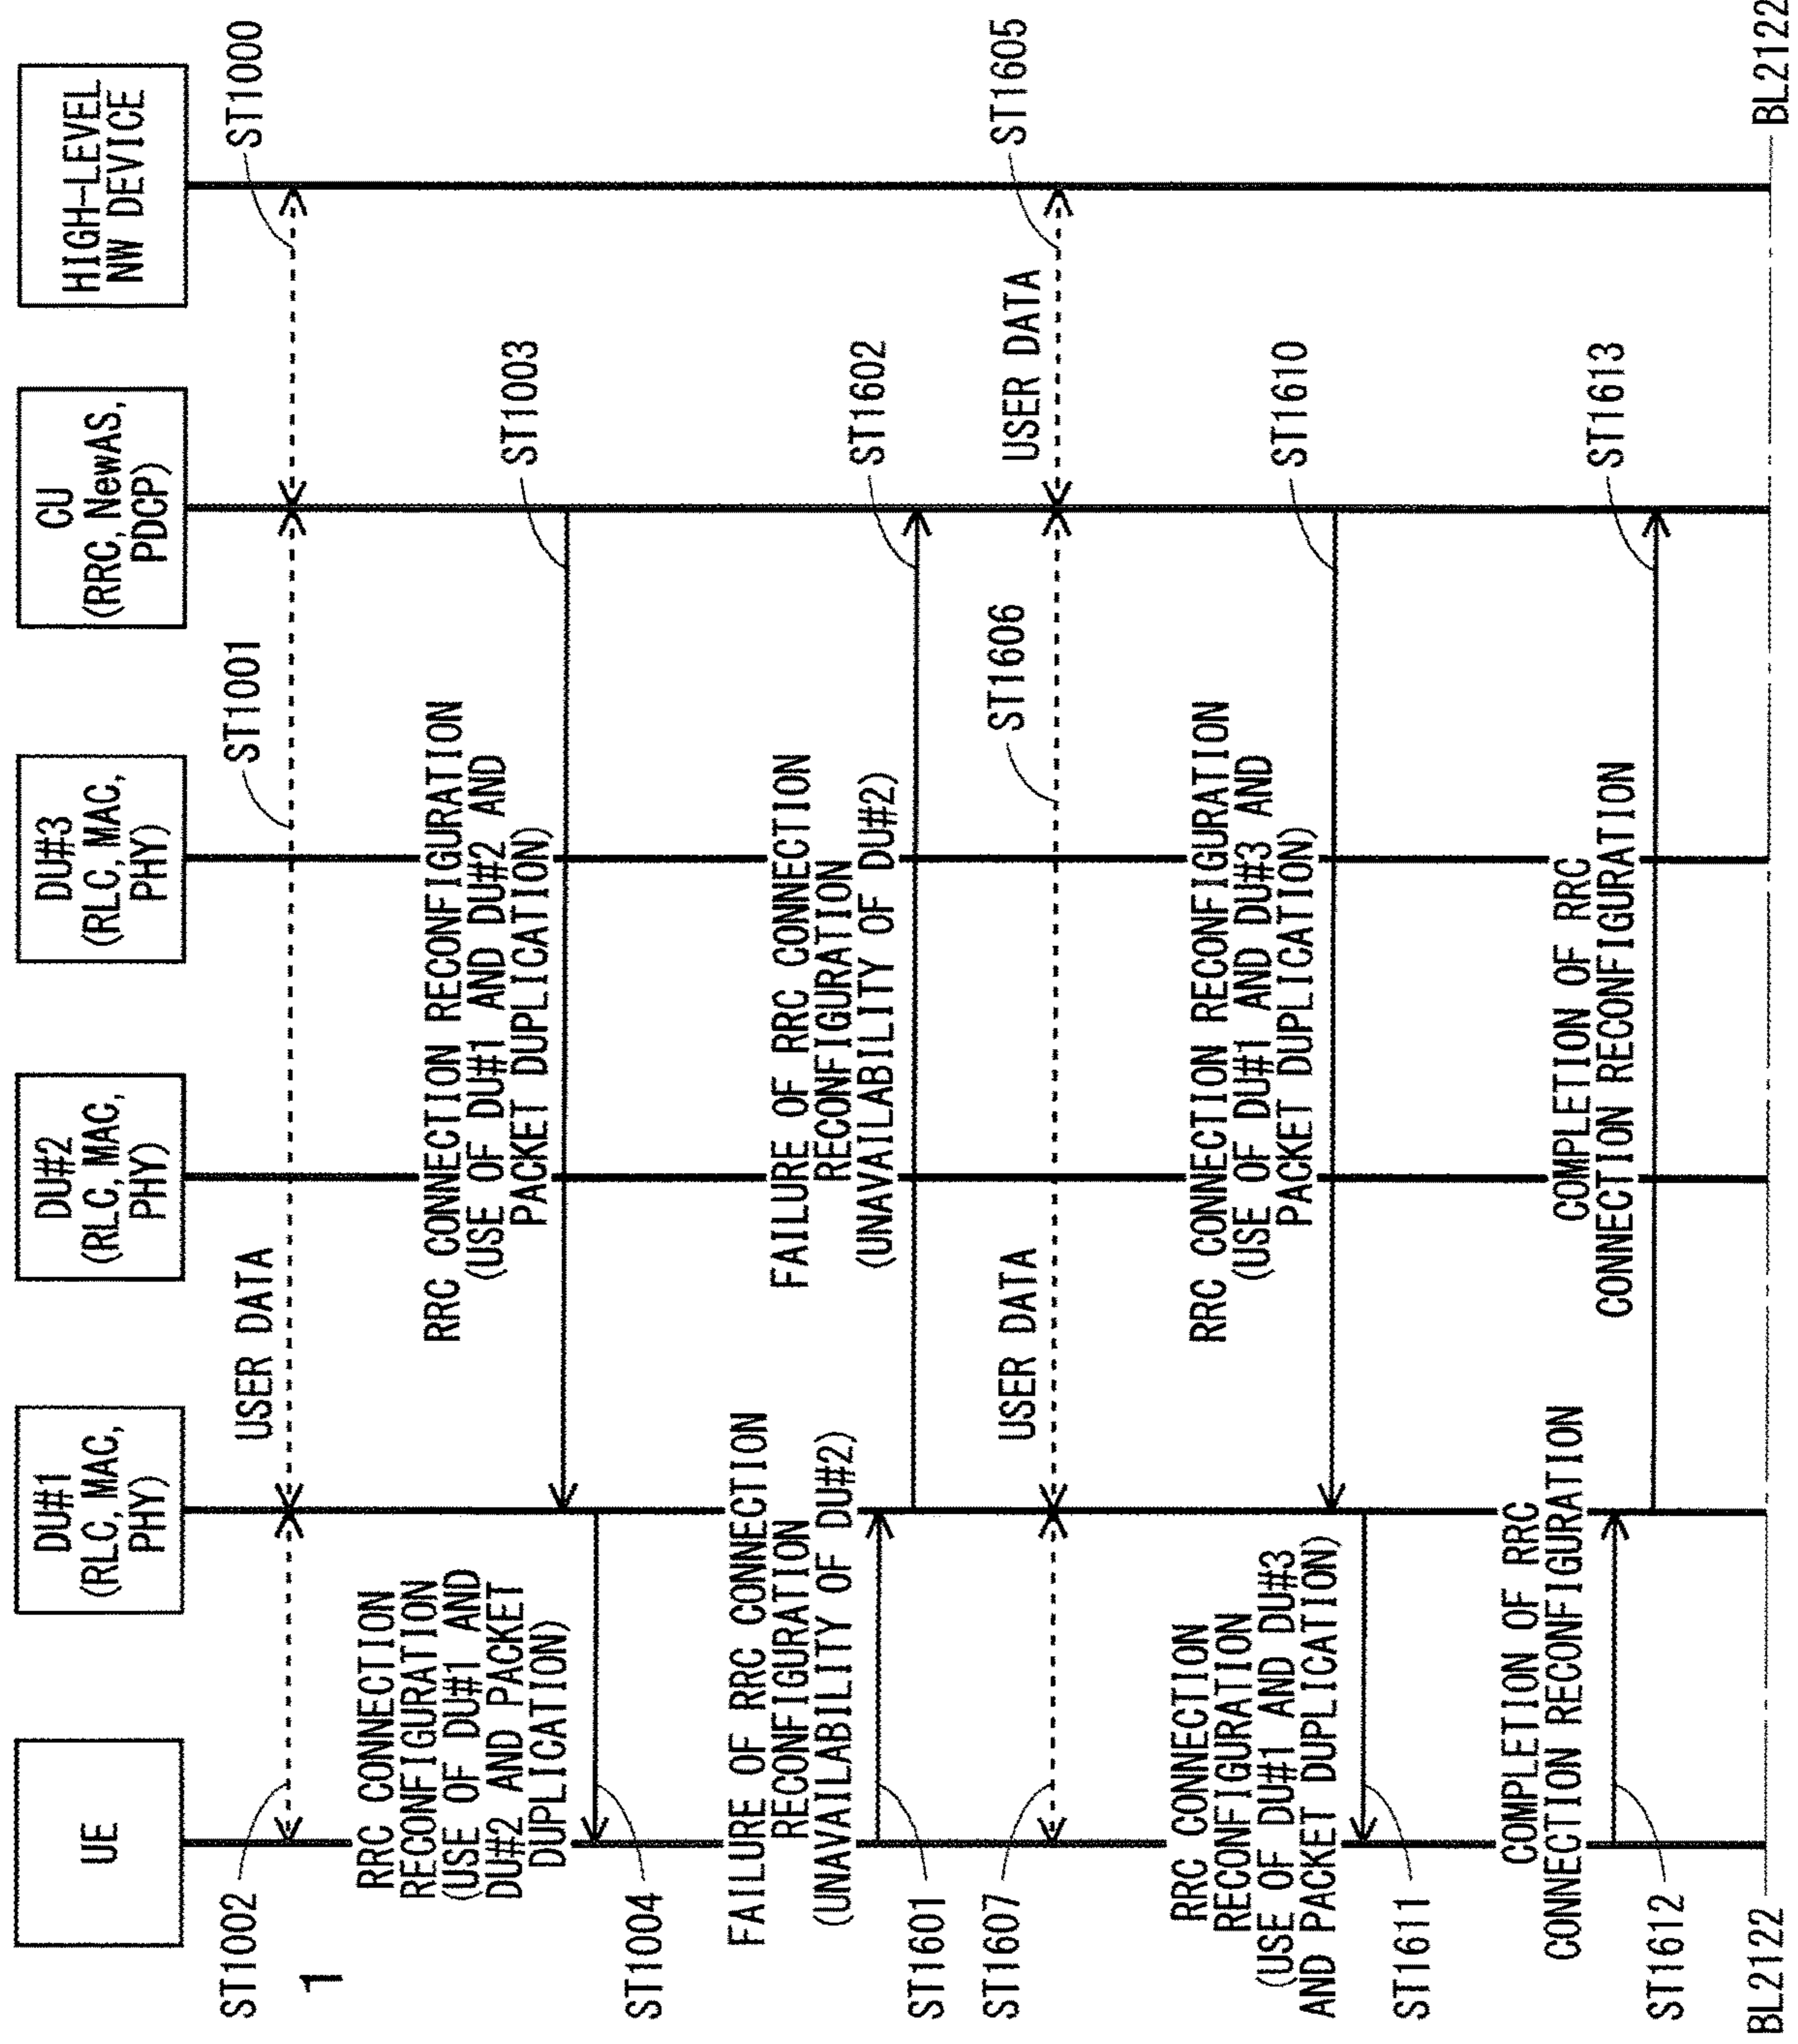 UE
DU#1
(RLC, MAC,
PHY)
DU#2
(RLC, MAC,
PHY)
DU#3
(RLC, MAC,
PHY)
CU
(RRC, NewAS,
PDCP)
HIGH-LEVEL
NW DEVICE
ST1002
USER DATA
ST1001
ST1000
1
RRC CONNECTION
RECONFIGURATION
(USE OF DU#1 AND
DU#2 AND PACKET
DUPLICATION)
RRC CONNECTION RECONFIGURATION
(USE OF DU#1 AND DU#2 AND
PACKET DUPLICATION)
ST1003
ST1004
FAILURE OF RRC CONNECTION
RECONFIGURATION
(UNAVAILABILITY OF DU#2)
FAILURE OF RRC CONNECTION
RECONFIGURATION
(UNAVAILABILITY OF DU#2)
ST1602
ST1601
ST1607
USER DATA
ST1606
USER DATA
ST1605
RRC CONNECTION
RECONFIGURATION
(USE OF DU#1 AND DU#3
AND PACKET DUPLICATION)
RRC CONNECTION RECONFIGURATION
(USE OF DU#1 AND DU#3 AND
PACKET DUPLICATION)
ST1610
ST1611
COMPLETION OF RRC
CONNECTION RECONFIGURATION
COMPLETION OF RRC
CONNECTION RECONFIGURATION
ST1613
ST1612
BL2122
BL2122